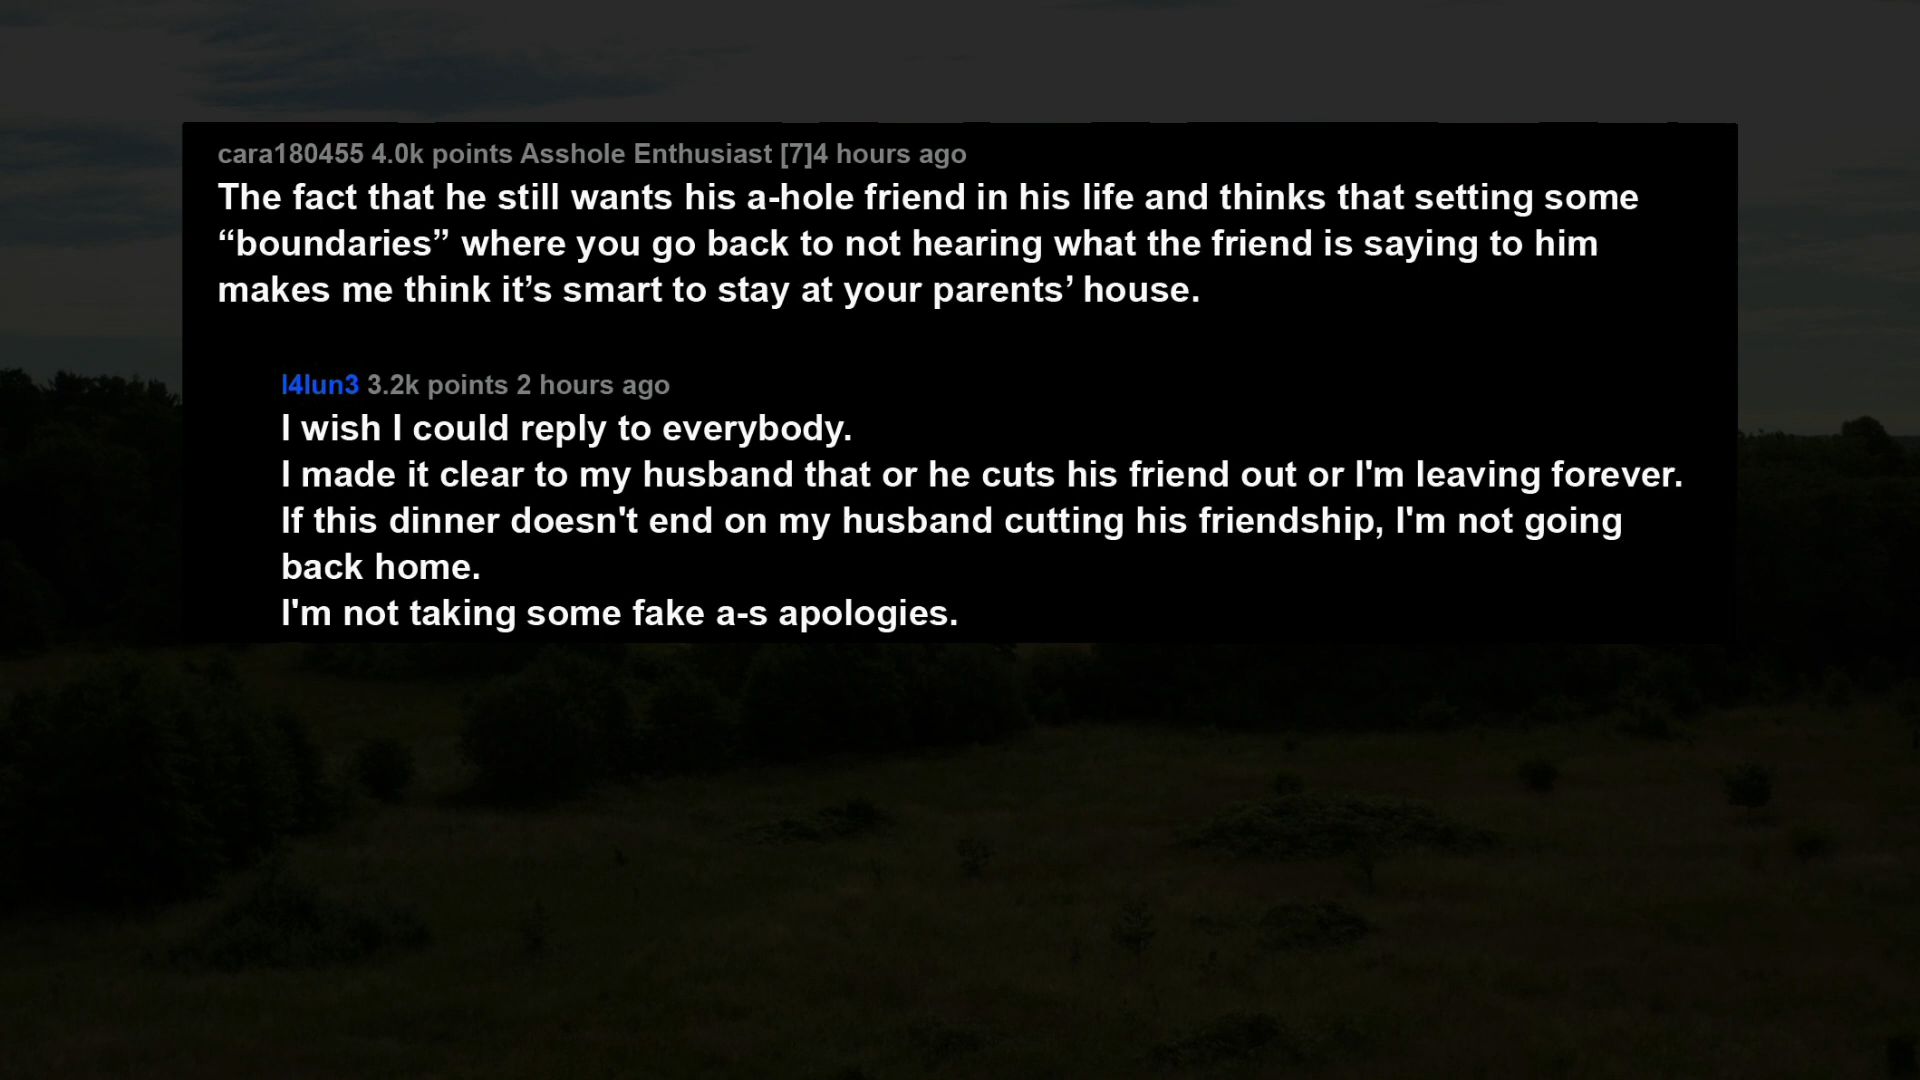 cara180455 4.0k points Asshole Enthusiast [7]4 hours ago
The fact that he still wants his a-hole friend in his life and thinks that setting some
“boundaries” where you go back to not hearing what the friend is saying to him
makes me think it’s smart to stay at your parents’ house.
l4lun3 3.2k points 2 hours ago
I wish I could reply to everybody.
I made it clear to my husband that or he cuts his friend out or I'm leaving forever.
If this dinner doesn't end on my husband cutting his friendship, I'm not going
back home.
I'm not taking some fake a-s apologies.